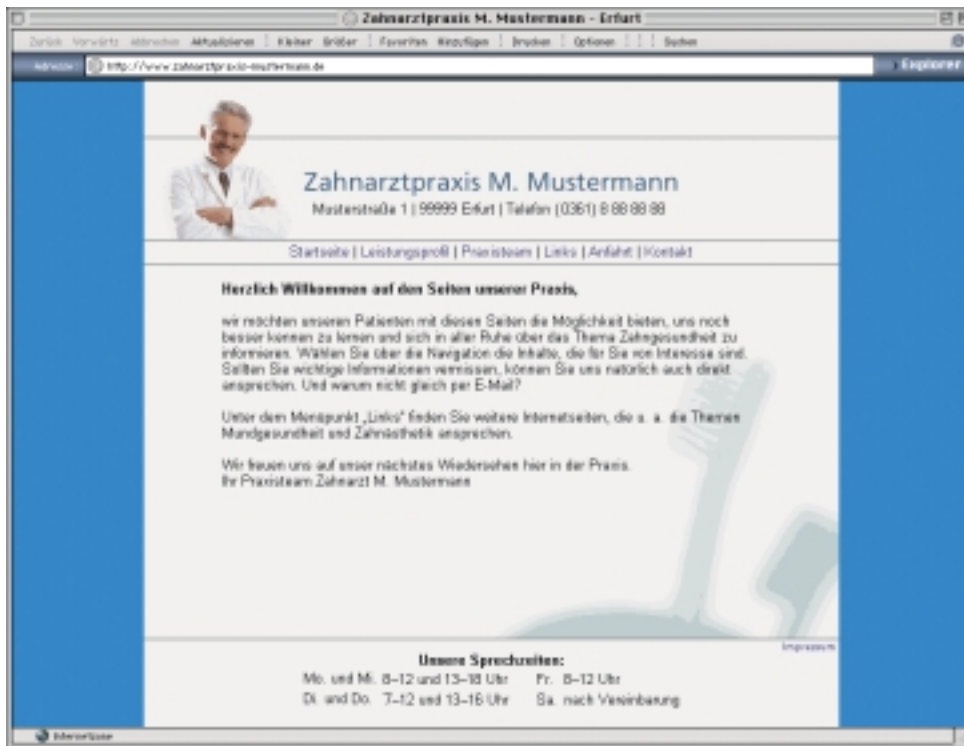 Zahnarztpraxis M. Mustermann - Erfurt
Zurück Vorwärts Abbrechen Aktualisieren Kleiner Größer Favoriten Hinzufügen Drucken Optionen Suchen
Adresse: http://www.zahnarztpraxis-mustermann.de Explorer
Zahnarztpraxis M. Mustermann
Musterstraße 1 | 99999 Erfurt | Telefon (0361) 8 88 88 88
Startseite | Leistungsprofil | Praxisteam | Links | Anfahrt | Kontakt
Herzlich Willkommen auf den Seiten unserer Praxis,
wir möchten unseren Patienten mit diesen Seiten die Möglichkeit bieten, uns noch
besser kennen zu lernen und sich in aller Ruhe über das Thema Zahngesundheit zu
informieren. Wählen Sie über die Navigation die Inhalte, die für Sie von Interesse sind.
Sollten Sie wichtige Informationen vermissen, können Sie uns natürlich auch direkt
ansprechen. Und warum nicht gleich per E-Mail?
Unter dem Menüpunkt „Links" finden Sie weitere Internetseiten, die u. a. die Themen
Mundgesundheit und Zahnästhetik ansprechen.
Wir freuen uns auf unser nächstes Wiedersehen hier in der Praxis.
Ihr Praxisteam Zahnarzt M. Mustermann
Impressum
Unsere Sprechzeiten:
Mo. und Mi. 8–12 und 13–18 Uhr Fr. 8–12 Uhr
Di. und Do. 7–12 und 13–16 Uhr Sa. nach Vereinbarung
Internetzone